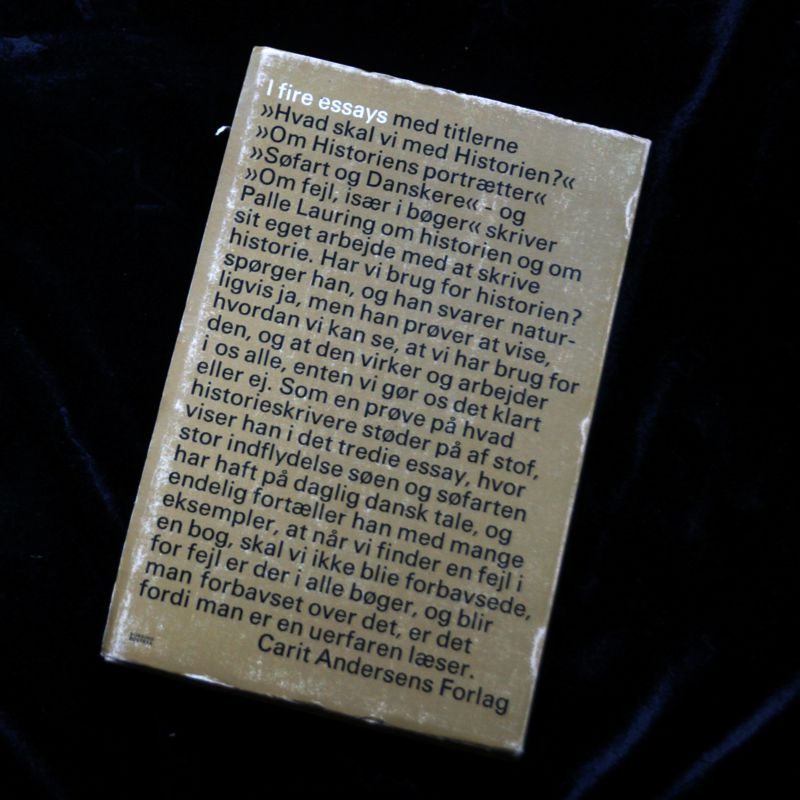 I fire essays med titlerne
»Hvad skal vi med Historien?«
»Om Historiens portrætter«
»Søfart og Danskere« - og
»Om fejl, især i bøger« skriver
Palle Lauring om historien og om
sit eget arbejde med at skrive
historie. Har vi brug for historien?
spørger han, og han svarer natur-
ligvis ja, men han prøver at vise,
hvordan vi kan se, at vi har brug for
den, og at den virker og arbejder
i os alle, enten vi gør os det klart
eller ej. Som en prøve på hvad
historieskrivere støder på af stof,
viser han i det tredie essay, hvor
stor indflydelse søen og søfarten
har haft på daglig dansk tale, og
endelig fortæller han med mange
eksempler, at når vi finder en fejl i
en bog, skal vi ikke blie forbavsede,
for fejl er der i alle bøger, og blir
man forbavset over det, er det
fordi man er en uerfaren læser.
Carit Andersens Forlag